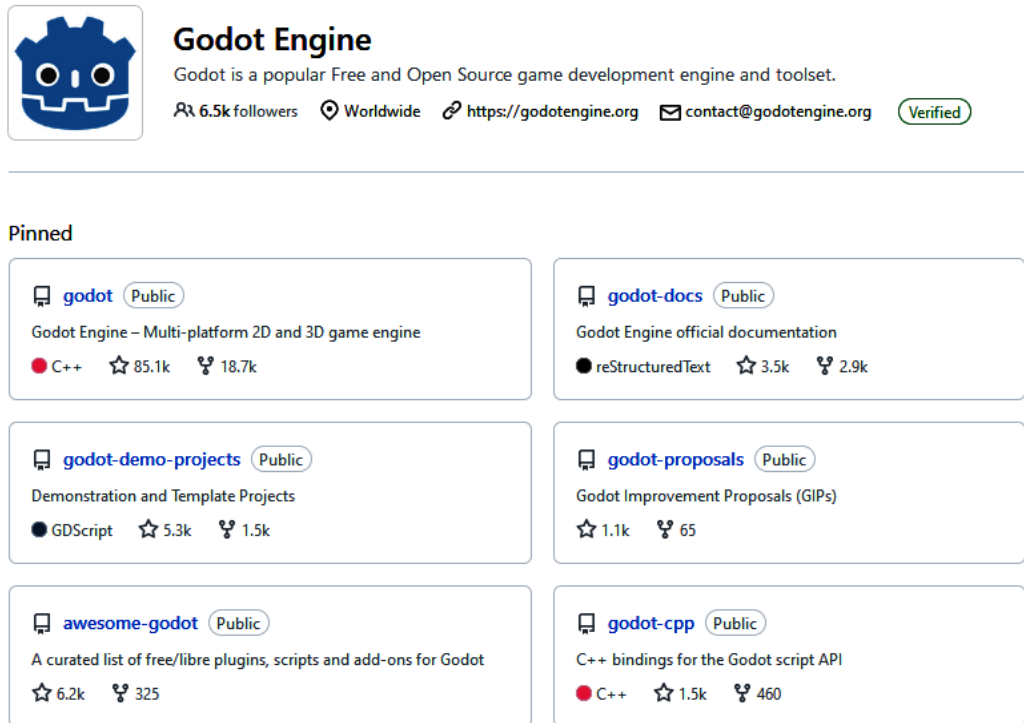 Godot Engine
Godot is a popular Free and Open Source game development engine and toolset.
6.5k followers Worldwide https://godotengine.org contact@godotengine.org Verified
Pinned
godot Public
Godot Engine – Multi-platform 2D and 3D game engine
C++ 85.1k 18.7k
godot-docs Public
Godot Engine official documentation
reStructuredText 3.5k 2.9k
godot-demo-projects Public
Demonstration and Template Projects
GDScript 5.3k 1.5k
godot-proposals Public
Godot Improvement Proposals (GIPs)
1.1k 65
awesome-godot Public
A curated list of free/libre plugins, scripts and add-ons for Godot
6.2k 325
godot-cpp Public
C++ bindings for the Godot script API
C++ 1.5k 460